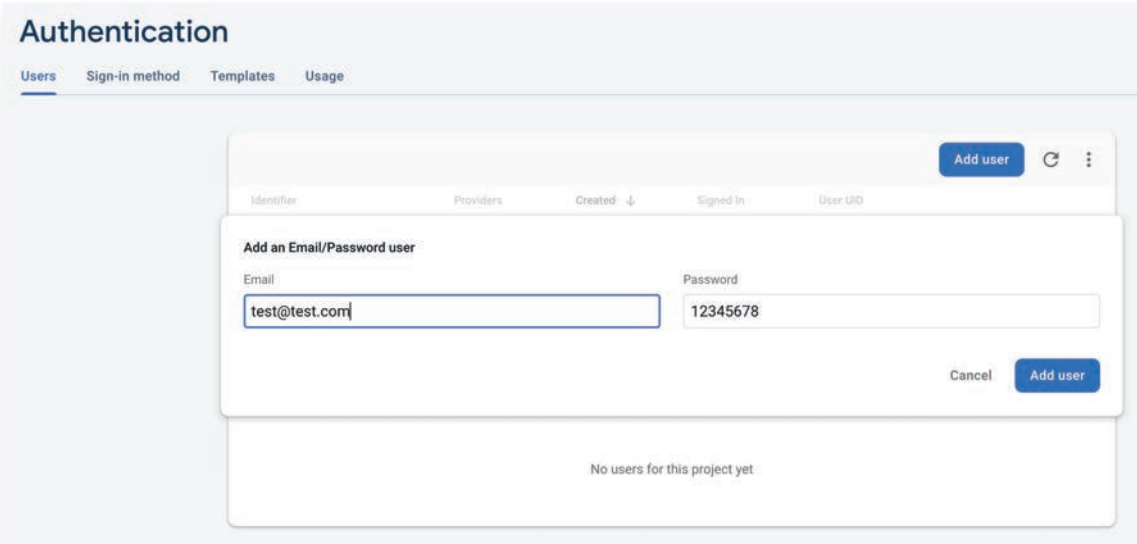 Authentication
Users Sign-in method Templates Usage
Add user
Identifier Providers Created Signed In User UID
Add an Email/Password user
Email Password
test@test.com 12345678
Cancel Add user
No users for this project yet